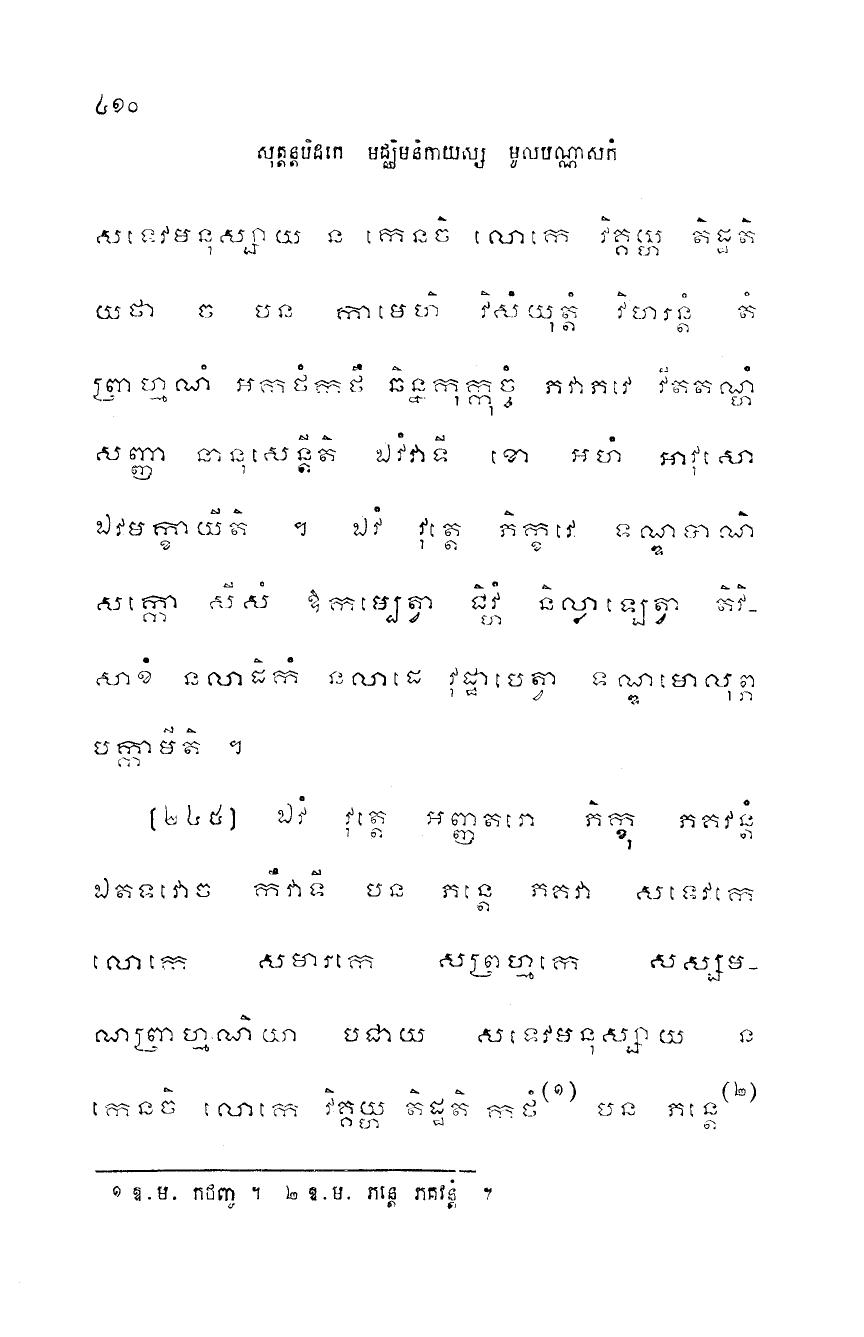 ៤១០
សុត្តន្តបិដកេ មជ្ឈិមនិកាយស្ស មូលបណ្ណាសកំ
សទេវមនុស្សាយ ន កេនចិ លោកេ វិគ្គយ្ហ តិដ្ឋតិ
យថា ច បន កាមេហិ វិសំយុត្តំ វិហរន្តំ តំ
ព្រាហ្មណំ អកថំកថឹ ឆិន្នកុក្កុច្ចំ ភវាភវេ វីតតណ្ហំ
សញ្ញា នានុសេន្តីតិ ឯវំវាទី ខោ អហំ អាវុសោ
ឯវមក្ខាយីតិ ។ ឯវំ វុត្តេ ភិក្ខវេ ទណ្ឌបាណិ
សក្កោ សីសំ ឱកម្បេត្វា ជិវ្ហំ និល្លាឡេត្វា តិវិ-
សាខំ នលាដិកំ នលាដេ វុដ្ឋាបេត្វា ទណ្ឌមោលុព្ភ
បក្កាមីតិ ។
[២៤៥] ឯវំ វុត្តេ អញ្ញតរោ ភិក្ខុ ភគវន្តំ
ឯតទវោច កឹវាទី បន ភន្តេ ភគវា សទេវកេ
លោកេ សមារកេ សព្រហ្មកេ សស្សម-
ណព្រាហ្មណិយា បជាយ សទេវមនុស្សាយ ន
កេនចិ លោកេ វិគ្គយ្ហ តិដ្ឋតិ កថំ(១) បន ភន្តេ(២)
១ ឱ.ម. កថញ្ច ។ ២ ឱ.ម. ភន្តេ ភគវន្តំ ។